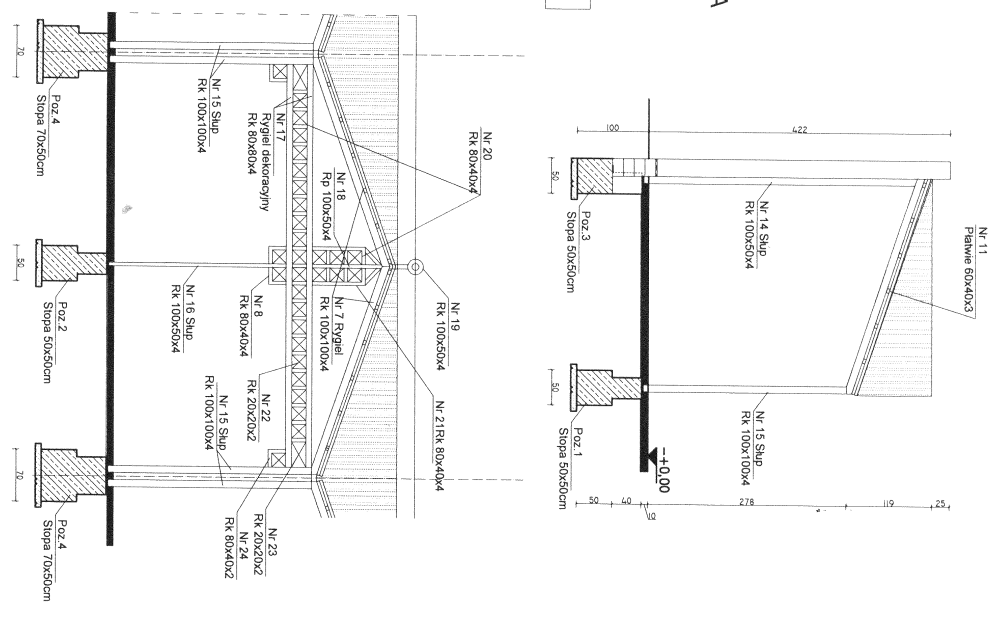 A
Nr 20
Rk 80x40x4
Nr 15 Słup
Rk 100x100x4
Nr 17
Rygiel dekoracyjny
Rk 80x80x4
Nr 18
Rp 100x50x4
Nr 19
Rk 100x50x4
Nr 7 Rygiel
Rk 100x100x4
Nr 8
Rk 80x40x4
Nr 16 Słup
Rk 100x50x4
Nr 21Rk 80x40x4
Nr 22
Rk 20x20x2
Nr 15 Słup
Rk 100x100x4
Nr 23
Rk 20x20x2
Nr 24
Rk 80x40x2
Poz.4
Stopa 70x50cm
Poz.2
Stopa 50x50cm
Poz.4
Stopa 70x50cm
70
50
70
Nr 11
Płatwie 60x40x3
Nr 14 Słup
Rk 100x50x4
Nr 15 Słup
Rk 100x100x4
Poz.3
Stopa 50x50cm
Poz.1
Stopa 50x50cm
-+0,00
100
422
50
50
50
40
10
278
119
25